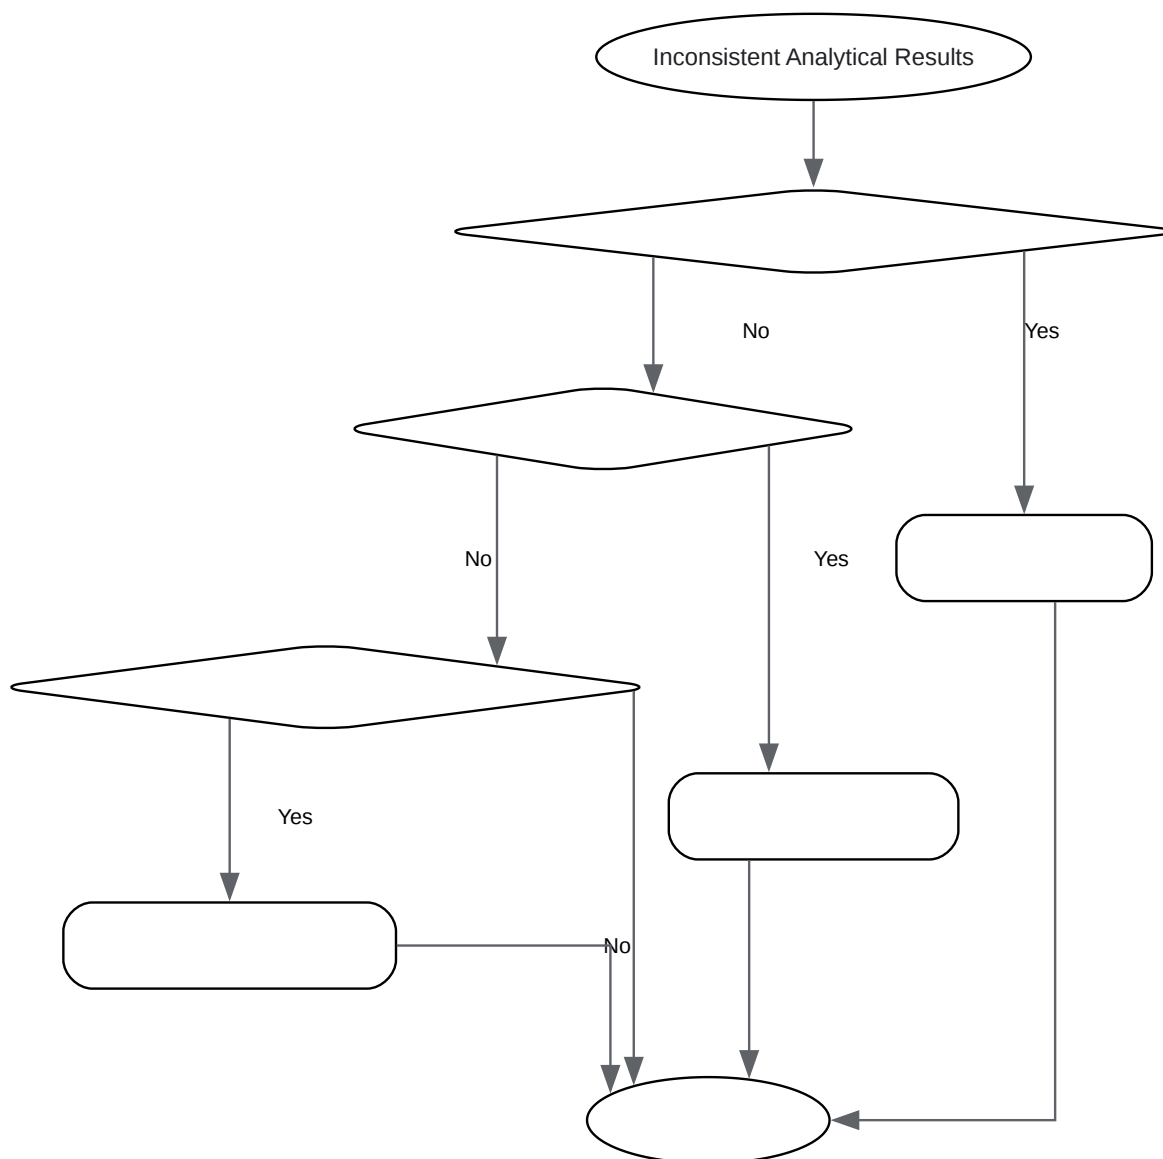 Inconsistent Analytical Results
No
Yes
No
Yes
Yes
No